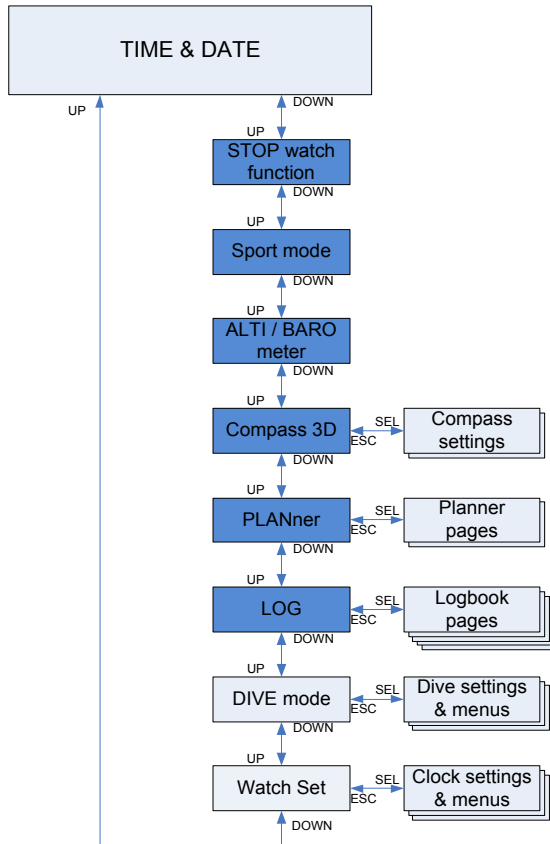 TIME & DATE
UP
DOWN
UP
STOP watch
function
DOWN
UP
Sport mode
DOWN
UP
ALTI / BARO
meter
DOWN
UP
Compass 3D
SEL
ESC
Compass
settings
DOWN
UP
PLANner
SEL
ESC
Planner
pages
DOWN
UP
LOG
SEL
ESC
Logbook
pages
DOWN
UP
DIVE mode
SEL
ESC
Dive settings
& menus
DOWN
UP
Watch Set
SEL
ESC
Clock settings
& menus
DOWN